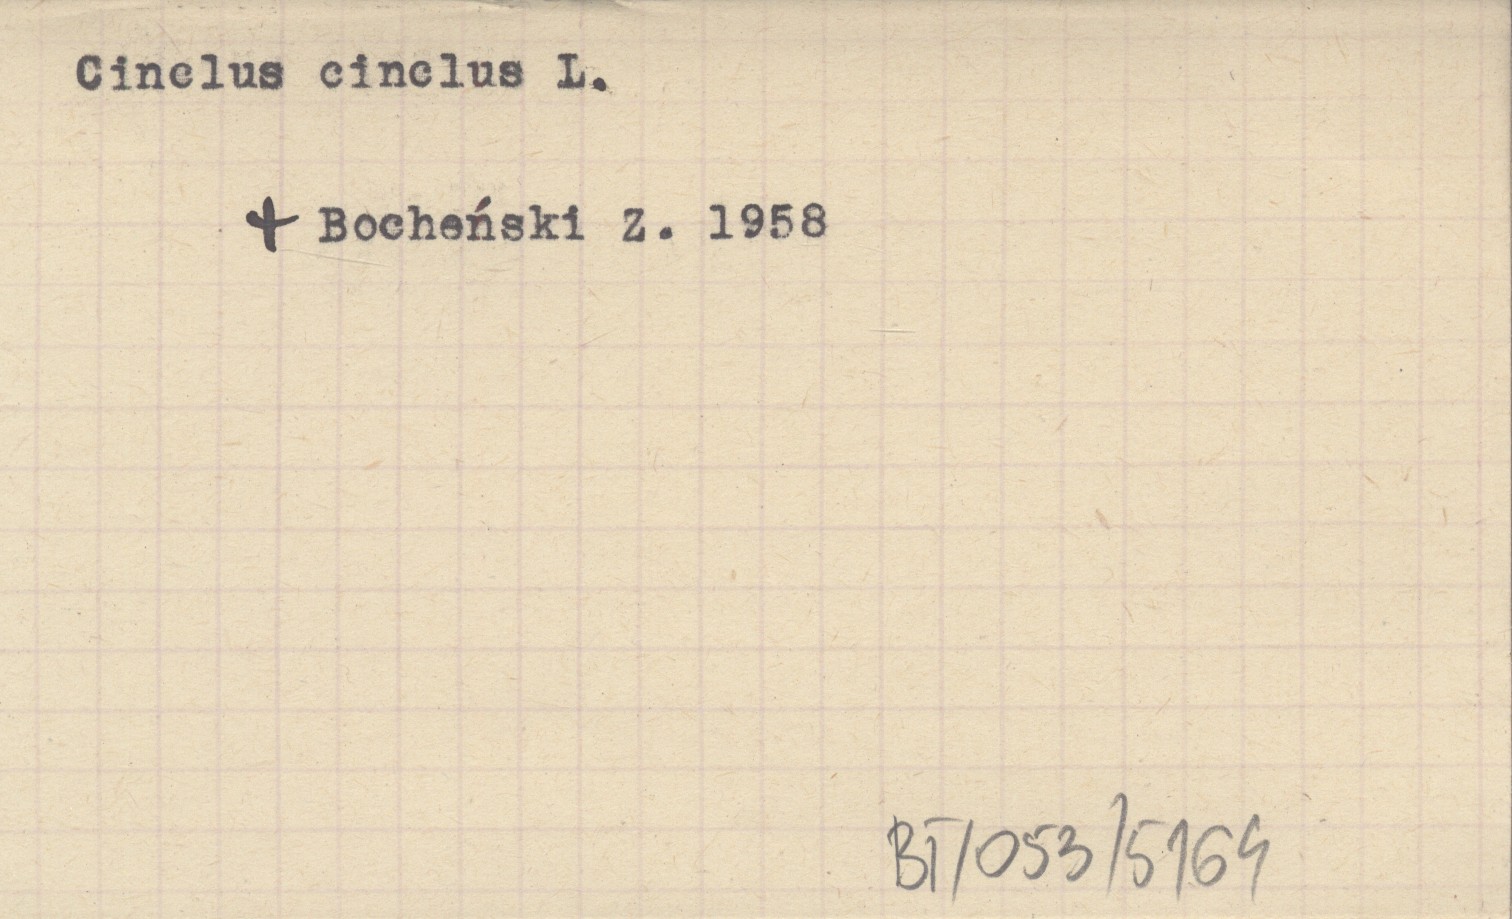 Cinclus cinclus L.
+ Bocheński Z. 1958
BT/053/5164